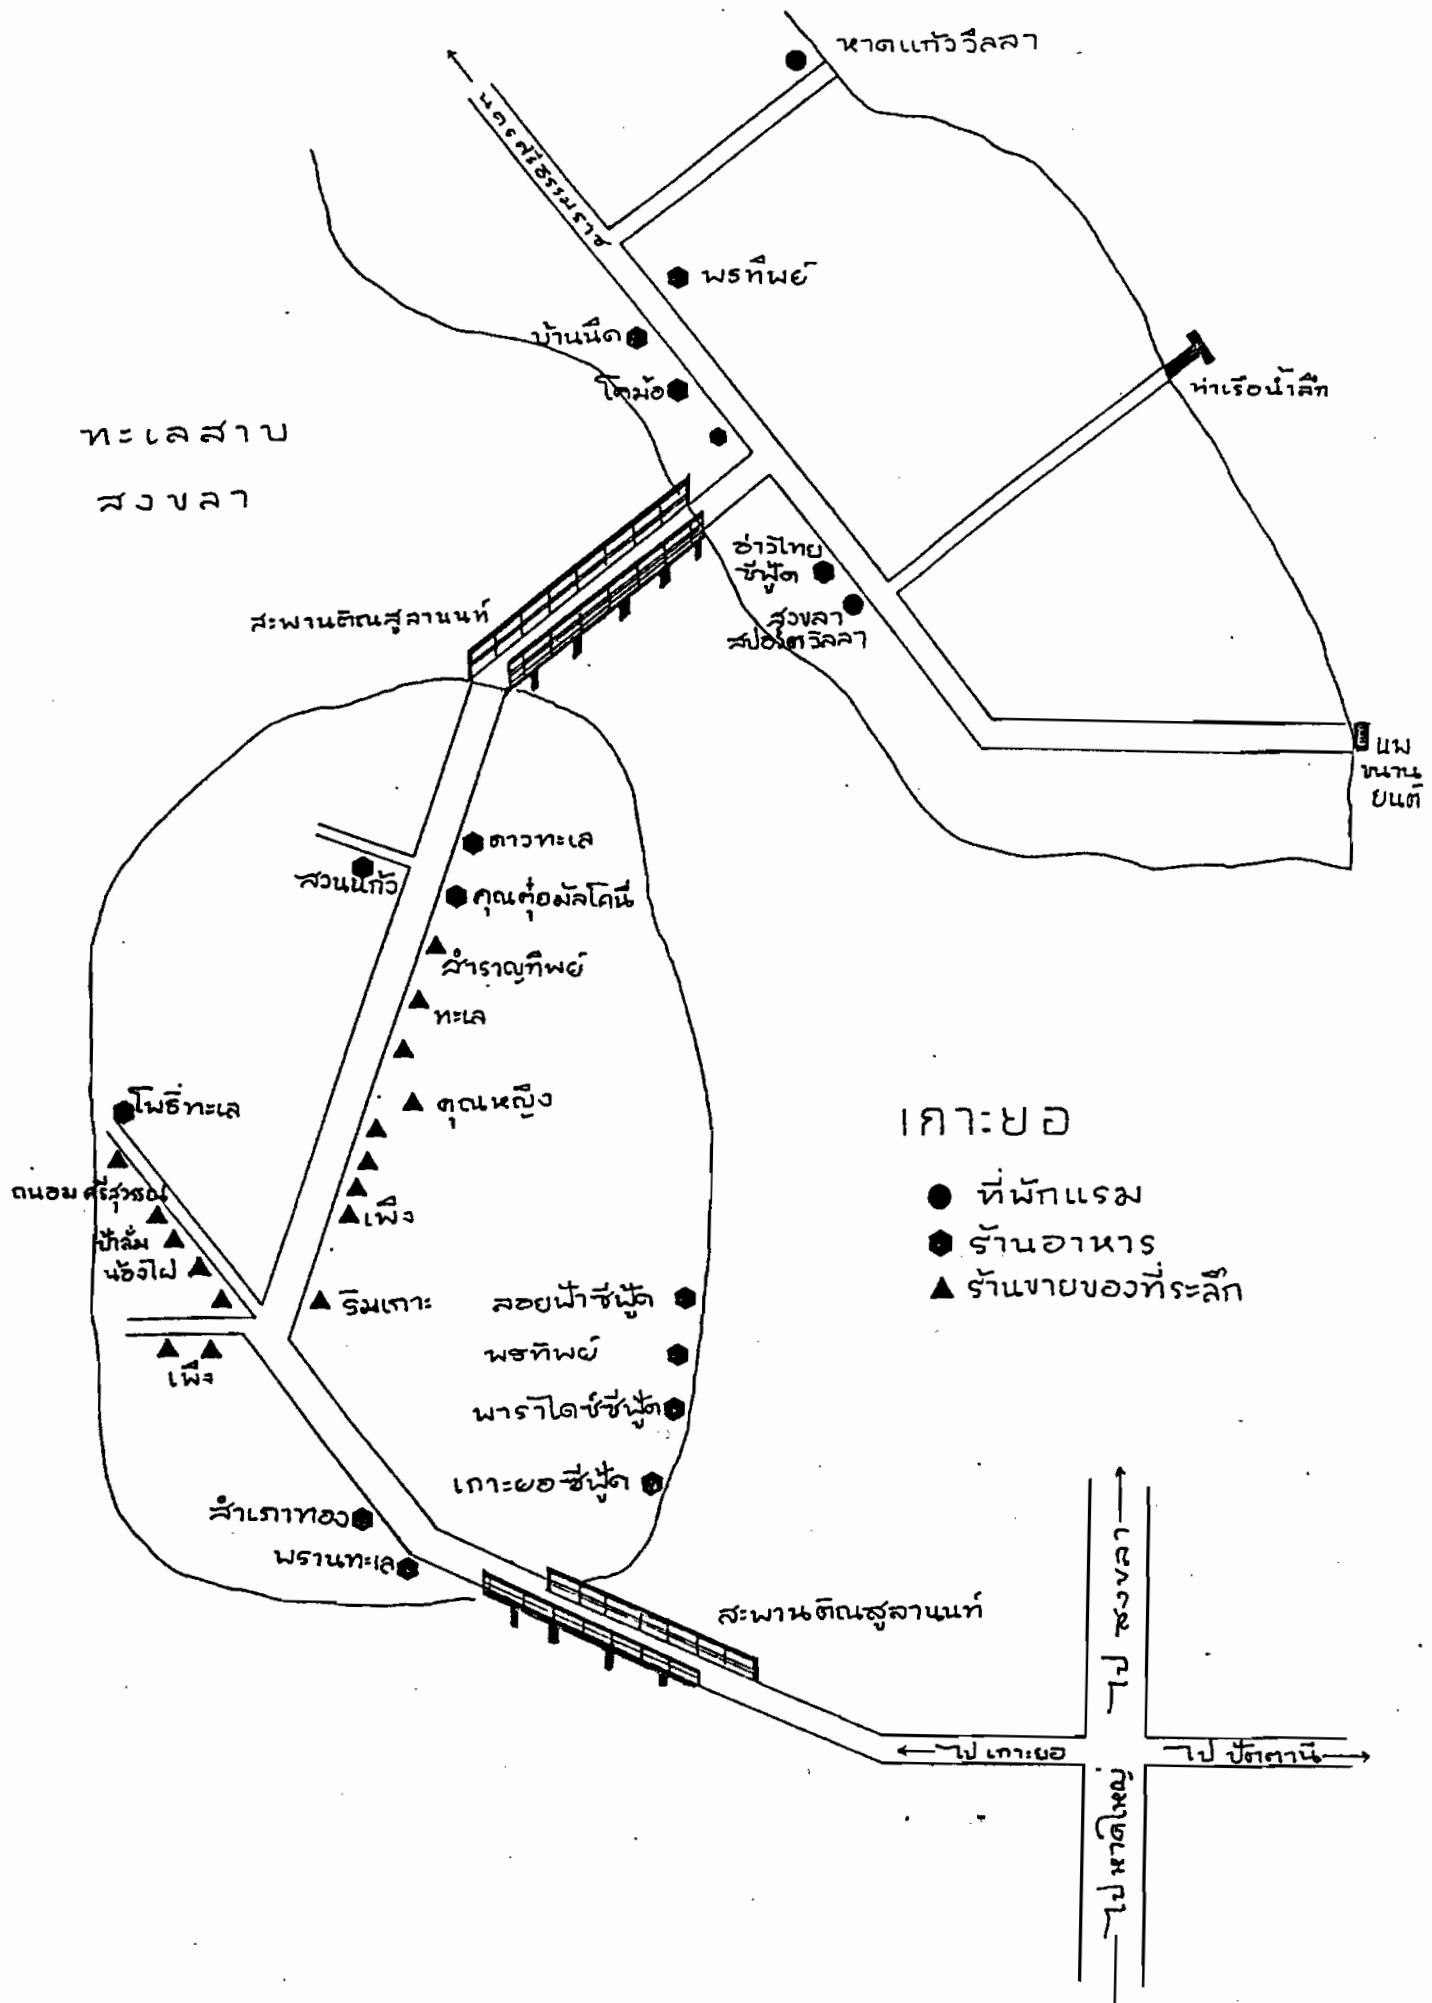 หาดแก้ววิลลา
นครศรีธรรมราช
พรทิพย์
บ้านนิด
โคม้อ
ท่าเรือน้ำลึก
ทะเลสาบ
สงขลา
อ่าวไทย
ซีฟู้ด
สงขลา
สปอร์ตวิลลา
สะพานติณสูลานนท์
แพ
ขนาน
ยนต์
ดาวทะเล
สวนแก้ว
คุณตุ๋ย
สำราญทิพย์
ทะเล
คุณหญิง
โพธิ์ทะเล
เกาะยอ
ที่พักแรม
ถนอม ศรีสุวรรณ
เพ็ง
ร้านอาหาร
ป้าลั่ม
น้องไผ่
ร้านขายของที่ระลึก
ริมเกาะ
ลอยฟ้าซีฟู้ด
พรทิพย์
เพ็ง
พาราไดซ์ซีฟู้ด
เกาะยอซีฟู้ด
สำเภาทอง
พรานทะเล
สะพานติณสูลานนท์
ไป สงขลา
ไป เกาะยอ
ไป ปัตตานี
ไปหาดใหญ่